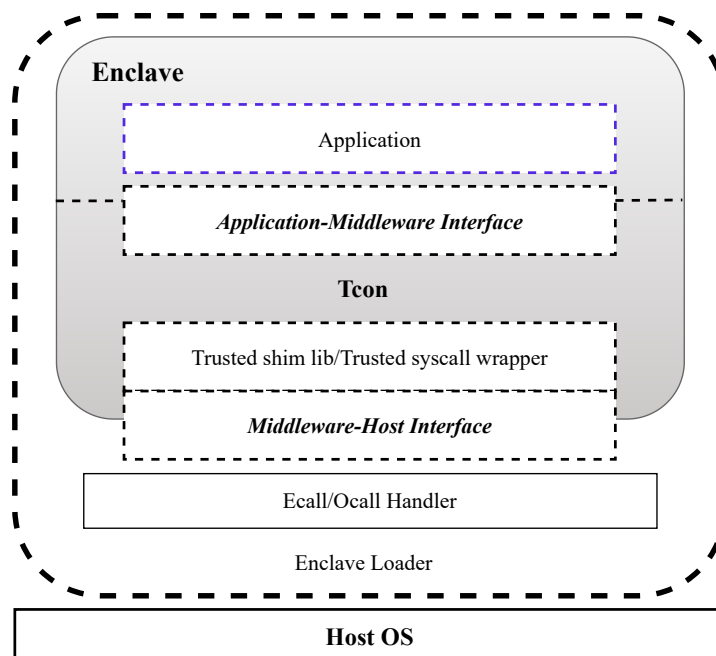 Enclave
Application
Application-Middleware Interface
Tcon
Trusted shim lib/Trusted syscall wrapper
Middleware-Host Interface
Ecall/Ocall Handler
Enclave Loader
Host OS